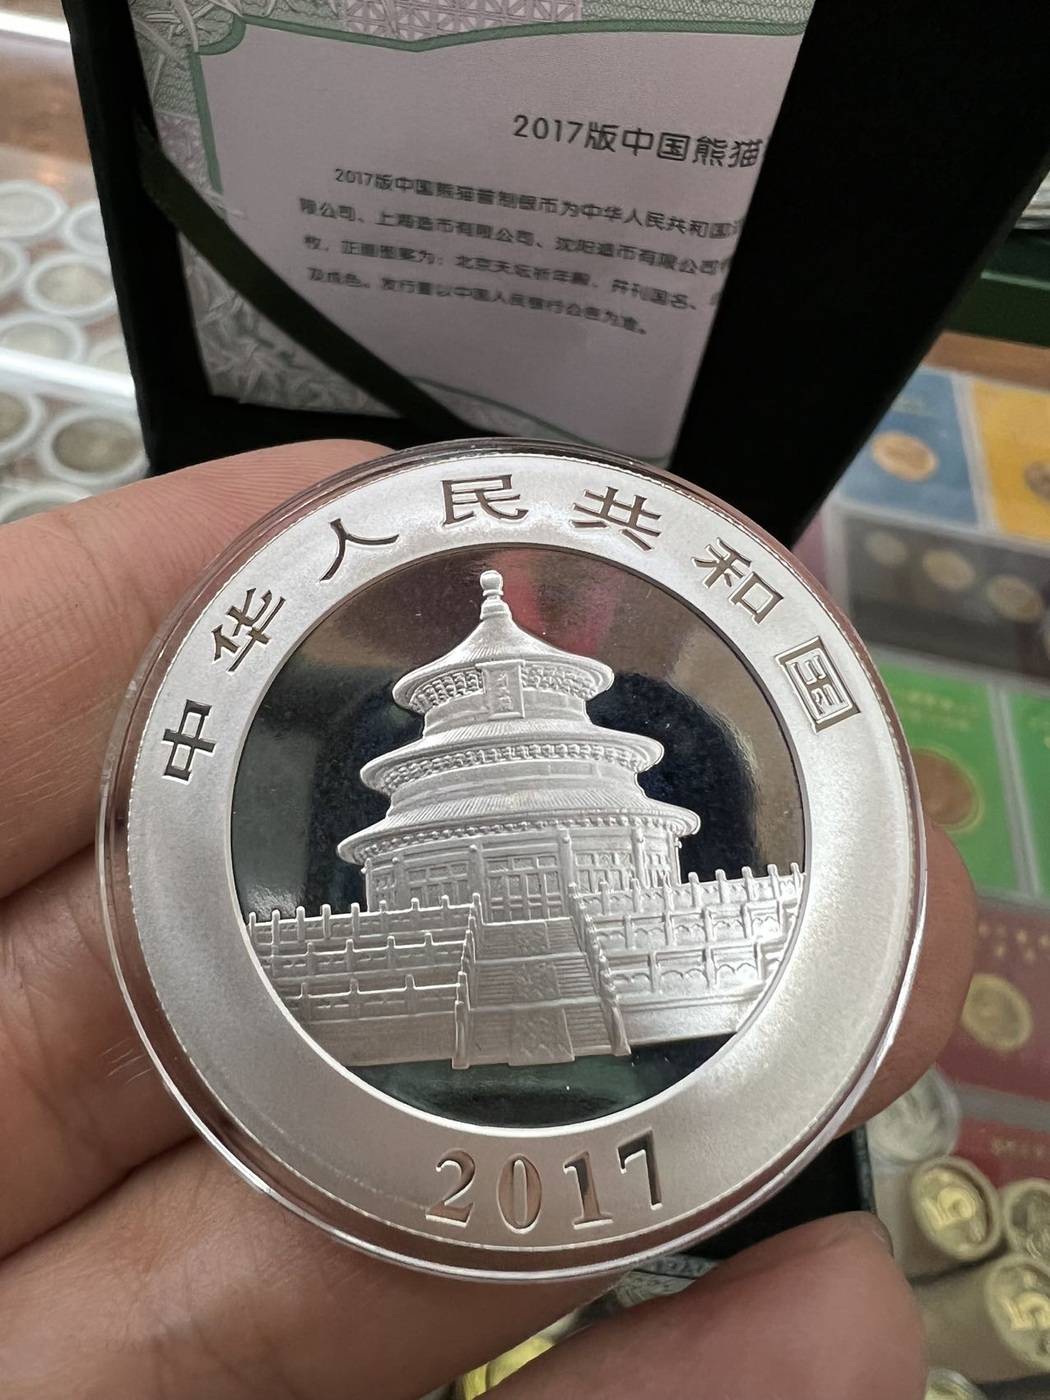 2017版中国熊猫
2017版中国熊猫普制银币为中华人民共和国
限公司、上海造币有限公司、沈阳造币有限公司
枚，正面图案为：北京天坛祈年殿，并刊国名、
及成色。发行量以中国人民银行公告为准。
中华人民共和国
2017
5
5